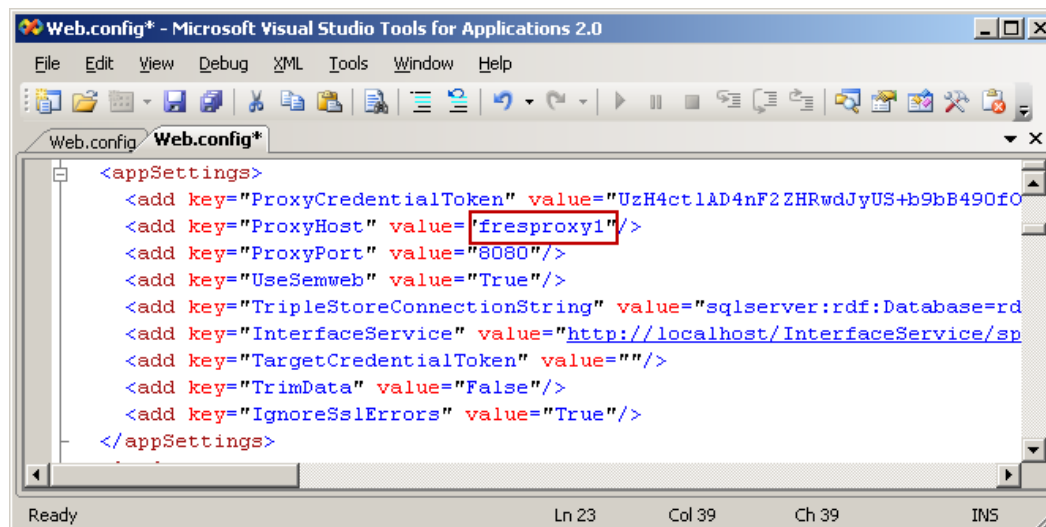 Web.config* - Microsoft Visual Studio Tools for Applications 2.0
File Edit View Debug XML Tools Window Help
Web.config Web.config*
<appSettings>
<add key="ProxyCredentialToken" value="UzH4ctlAD4nF2ZHRwdJyUS+b9bB490fO
<add key="ProxyHost" value="fresproxy1"/>
<add key="ProxyPort" value="8080"/>
<add key="UseSemweb" value="True"/>
<add key="TripleStoreConnectionString" value="sqlserver:rdf:Database=rd
<add key="InterfaceService" value="http://localhost/InterfaceService/sp
<add key="TargetCredentialToken" value=""/>
<add key="TrimData" value="False"/>
<add key="IgnoreSslErrors" value="True"/>
</appSettings>
Ready Ln 23 Col 39 Ch 39 INS